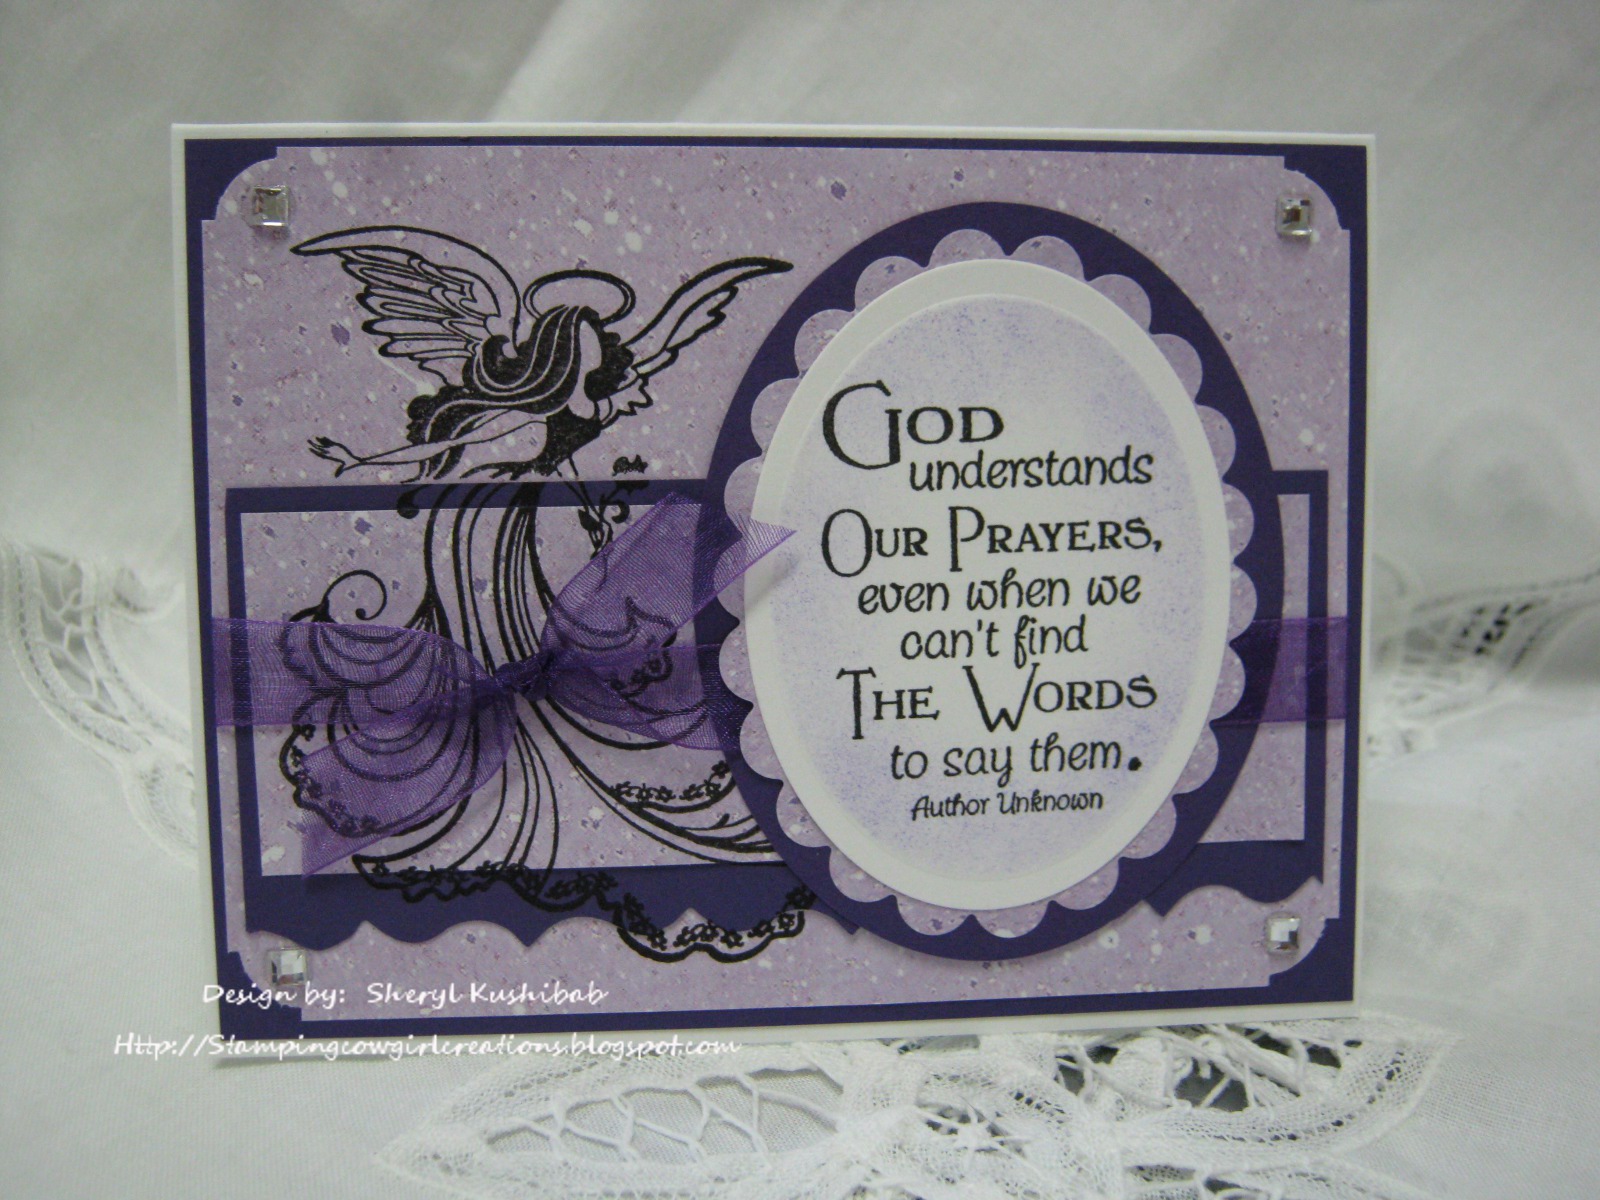 God
understands
Our Prayers,
even when we
can't find
The Words
to say them.
Author Unknown
Design by: Sheryl Kushibab
Http://Stampingcowgirlcreations.blogspot.com